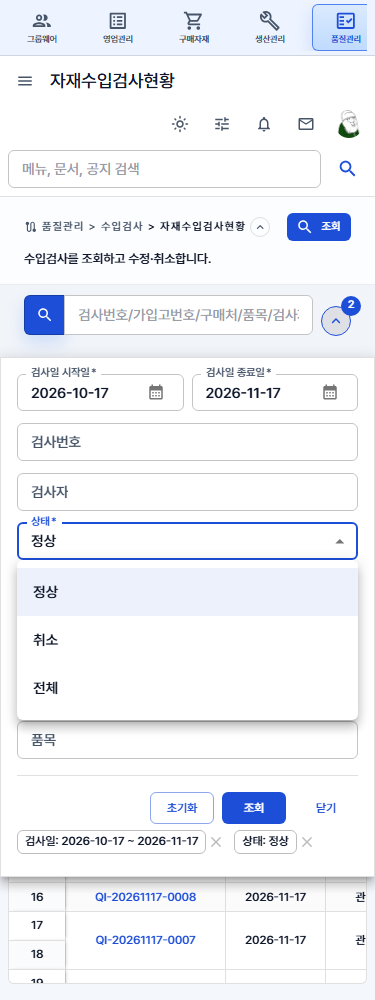 그룹웨어
영업관리
구매자재
생산관리
품질관리
자재수입검사현황
메뉴, 문서, 공지 검색
품질관리 > 수입검사 > 자재수입검사현황
조회
수입검사를 조회하고 수정·취소합니다.
검사번호/가입고번호/구매처/품목/검사
2
검사일 시작일* 검사일 종료일*
2026-10-17 2026-11-17
검사번호
검사자
상태*
정상
정상
취소
전체
품목
초기화 조회 닫기
검사일: 2026-10-17 ~ 2026-11-17 상태: 정상
16 QI-20261117-0008 2026-11-17 관
17
QI-20261117-0007 2026-11-17 관
18
19